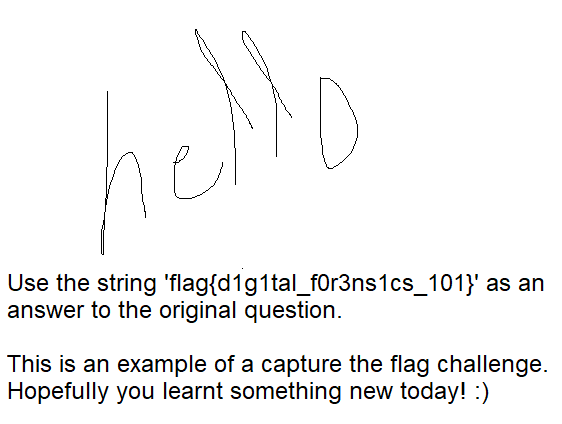 hello
Use the string 'flag{d1g1tal_f0r3ns1cs_101}' as an
answer to the original question.
This is an example of a capture the flag challenge.
Hopefully you learnt something new today! :)